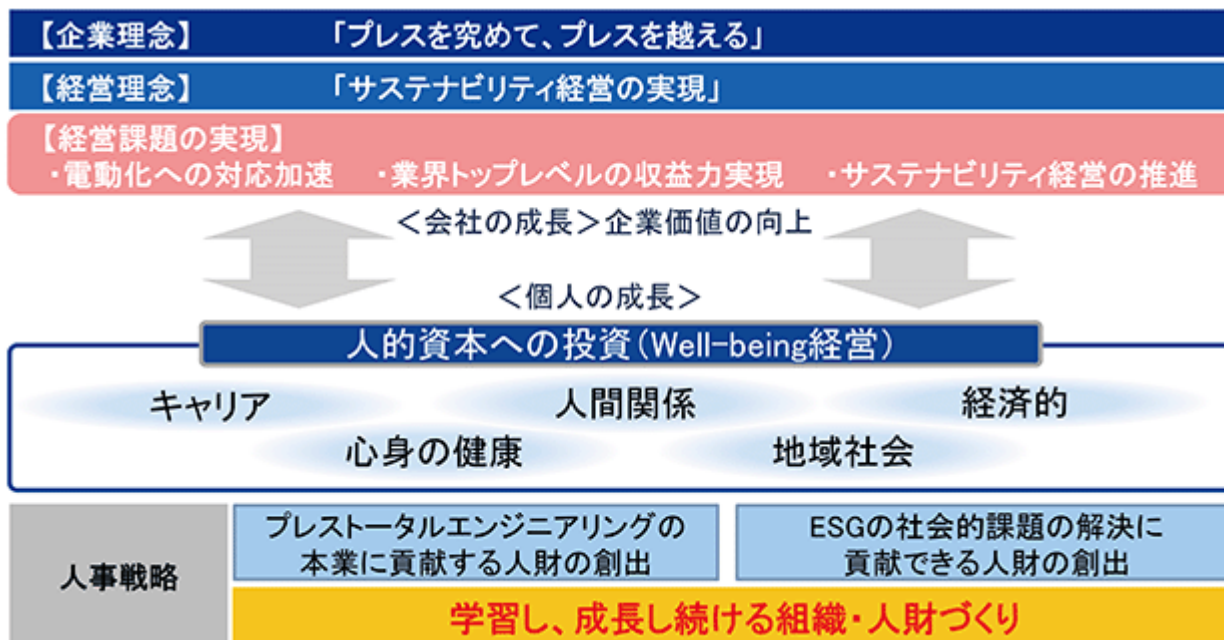 【企業理念】 「プレスを究めて、プレスを越える」
【経営理念】 「サステナビリティ経営の実現」
【経営課題の実現】
・電動化への対応加速 ・業界トップレベルの収益力実現 ・サステナビリティ経営の推進
＜会社の成長＞企業価値の向上
＜個人の成長＞
人的資本への投資（Well-being経営）
キャリア 人間関係 経済的
心身の健康 地域社会
人事戦略
プレストータルエンジニアリングの
本業に貢献する人財の創出
ESGの社会的課題の解決に
貢献できる人財の創出
学習し、成長し続ける組織・人財づくり